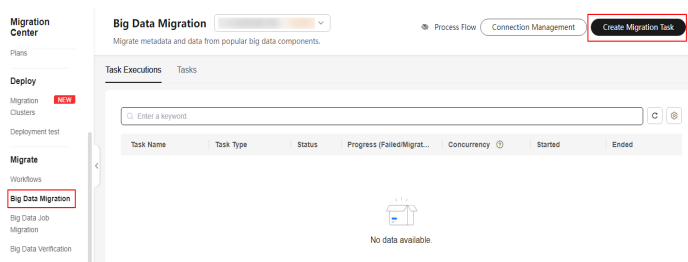 Migration
Center
Plans
Deploy
Migration NEW
Clusters
Deployment test
Migrate
Workflows
Big Data Migration
Big Data Job
Migration
Big Data Verification
Big Data Migration
Process Flow
Connection Management
Create Migration Task
Migrate metadata and data from popular big data components.
Task Executions Tasks
Enter a keyword.
Task Name Task Type Status Progress (Failed/Migrat... Concurrency Started Ended
No data available.